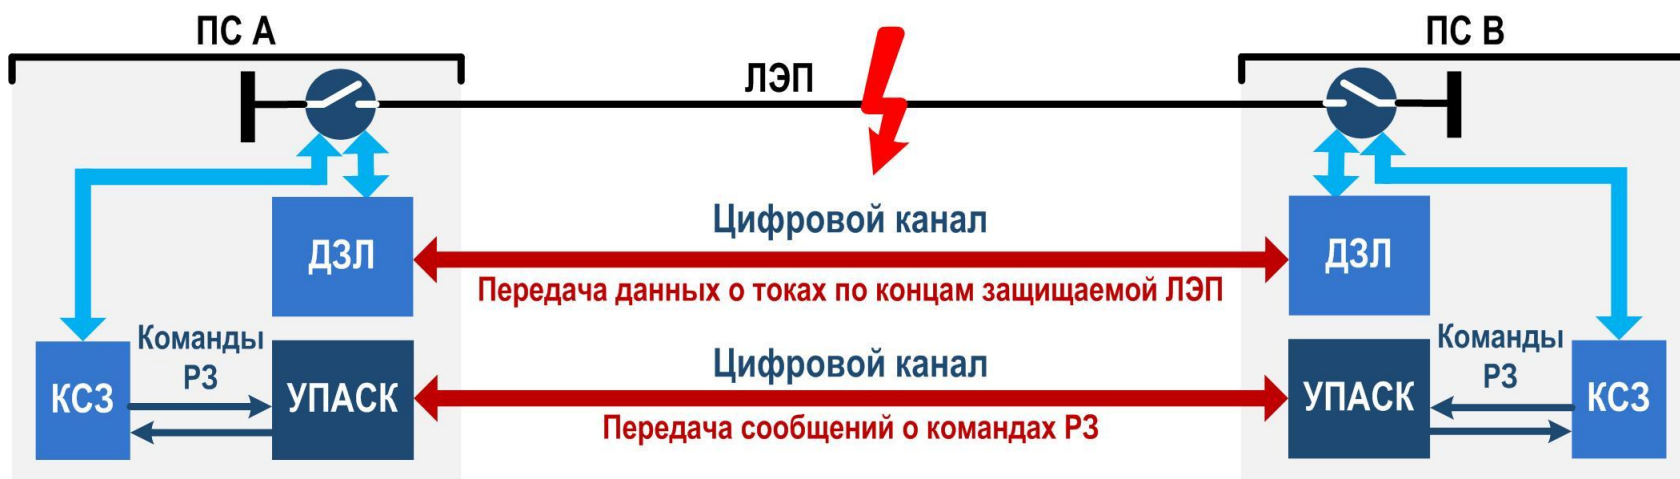 ПС А
ПС В
ЛЭП
Цифровой канал
ДЗЛ
ДЗЛ
Передача данных о токах по концам защищаемой ЛЭП
Команды
РЗ
Цифровой канал
Команды
РЗ
КСЗ
УПАСК
УПАСК
КСЗ
Передача сообщений о командах РЗ